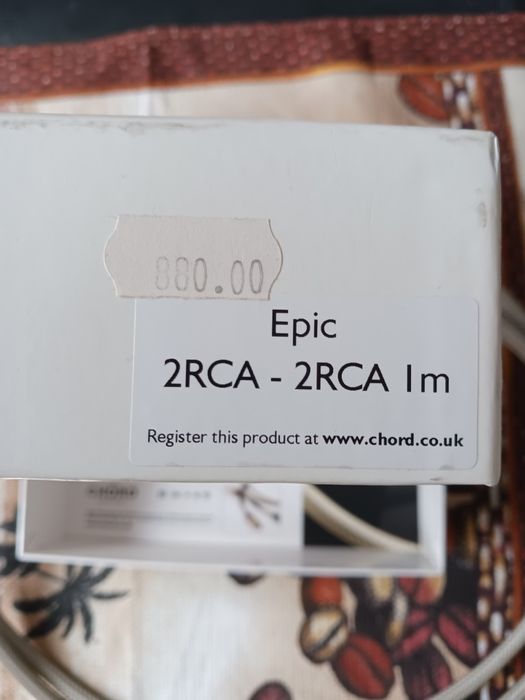 880.00
Epic
2RCA - 2RCA 1m
Register this product at www.chord.co.uk